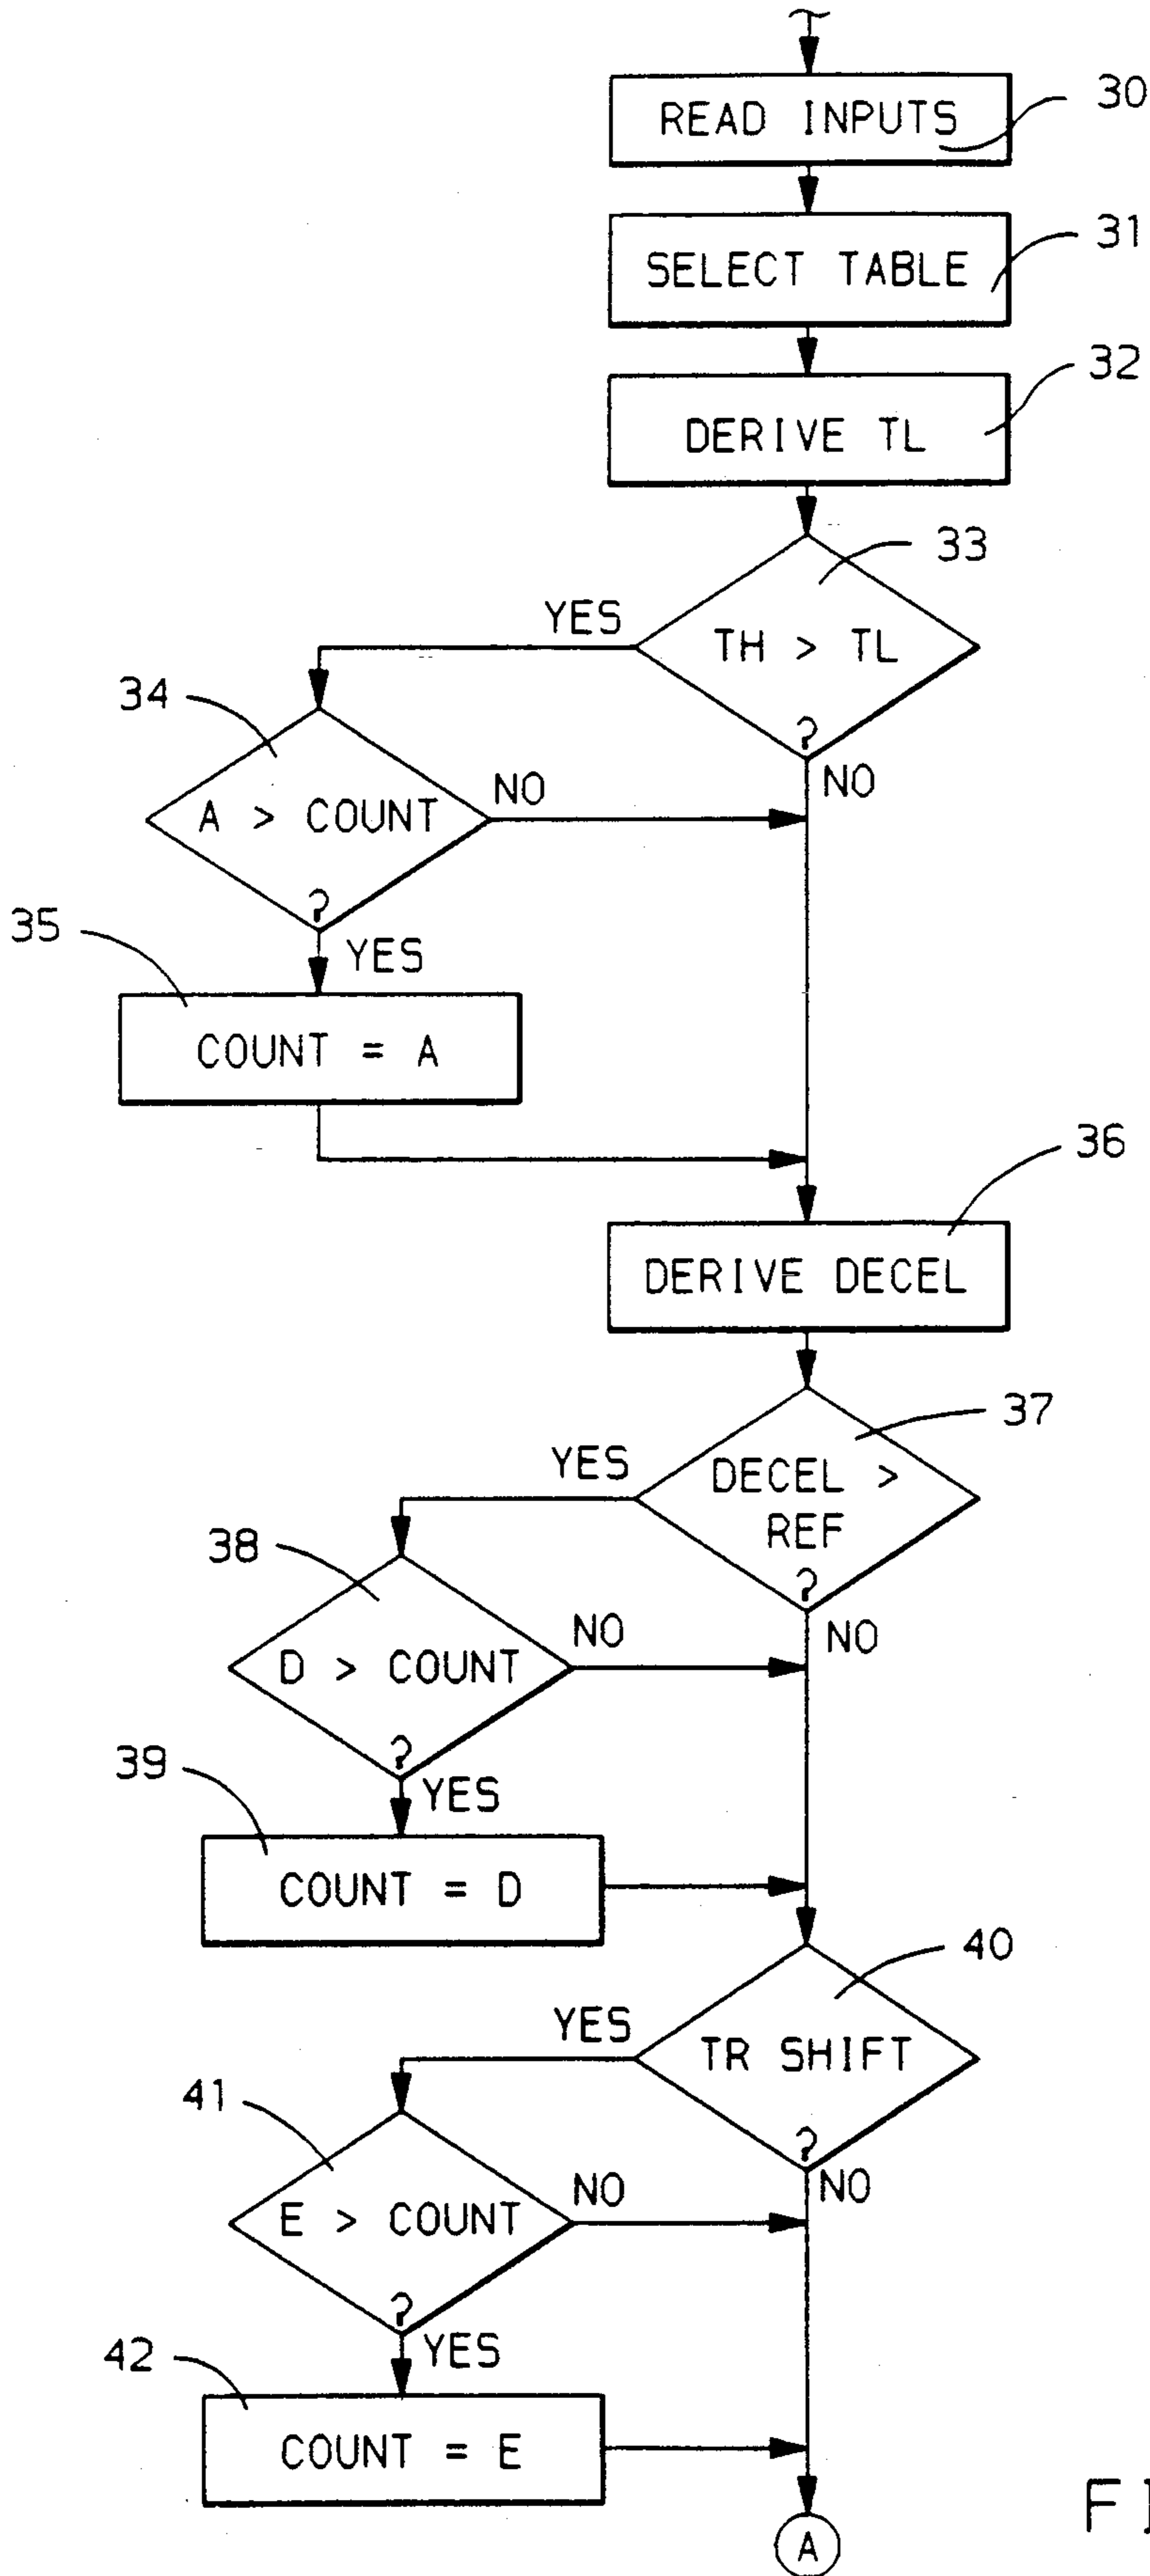 READ INPUTS
30
SELECT TABLE
31
DERIVE TL
32
33
YES
TH > TL
?
NO
34
A > COUNT
NO
?
YES
35
COUNT = A
36
DERIVE DECEL
37
YES
DECEL >
REF
?
NO
38
D > COUNT
NO
?
YES
39
COUNT = D
40
YES
TR SHIFT
?
NO
41
E > COUNT
NO
?
YES
42
COUNT = E
A